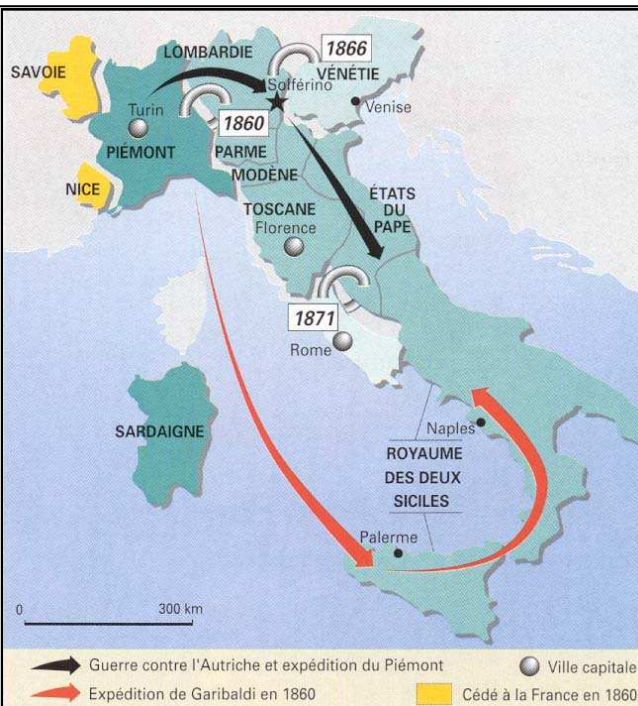 LOMBARDIE
1866
SAVOIE
VÉNÉTIE
Sofférino
Turin
Venise
1860
PIÉMONT
PARME
MODÈNE
NICE
ÉTATS
DU
PAPE
TOSCANE
Florence
1871
Rome
SARDAIGNE
Naples
ROYAUME
DES DEUX
SICILES
Palerme
0 300 km
Guerre contre l'Autriche et expédition du Piémont
Ville capitale
Expédition de Garibaldi en 1860
Cédé à la France en 1860